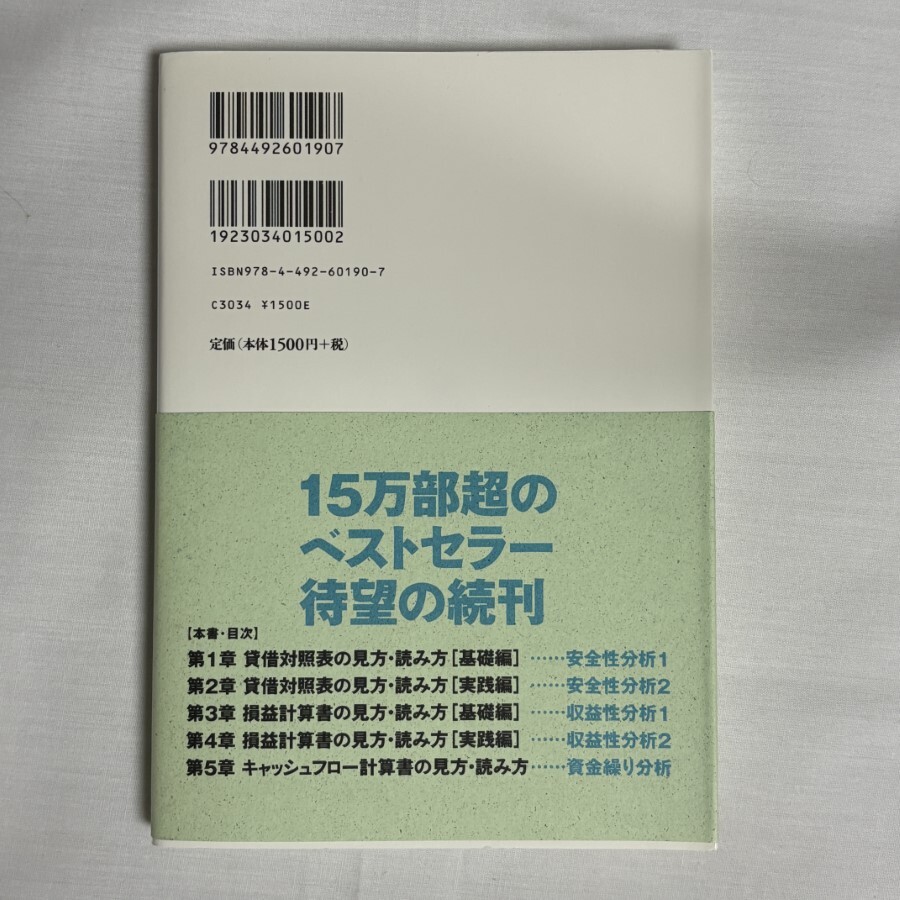 9784492601907
1923034015002
ISBN978-4-492-60190-7
C3034 ¥1500E
定価(本体1500円+税)
15万部超の
ベストセラー
待望の続刊
【本書・目次】
第1章 貸借対照表の見方・読み方[基礎編] ……安全性分析1
第2章 貸借対照表の見方・読み方[実践編] ……安全性分析2
第3章 損益計算書の見方・読み方[基礎編] ……収益性分析1
第4章 損益計算書の見方・読み方[実践編] ……収益性分析2
第5章 キャッシュフロー計算書の見方・読み方……資金繰り分析